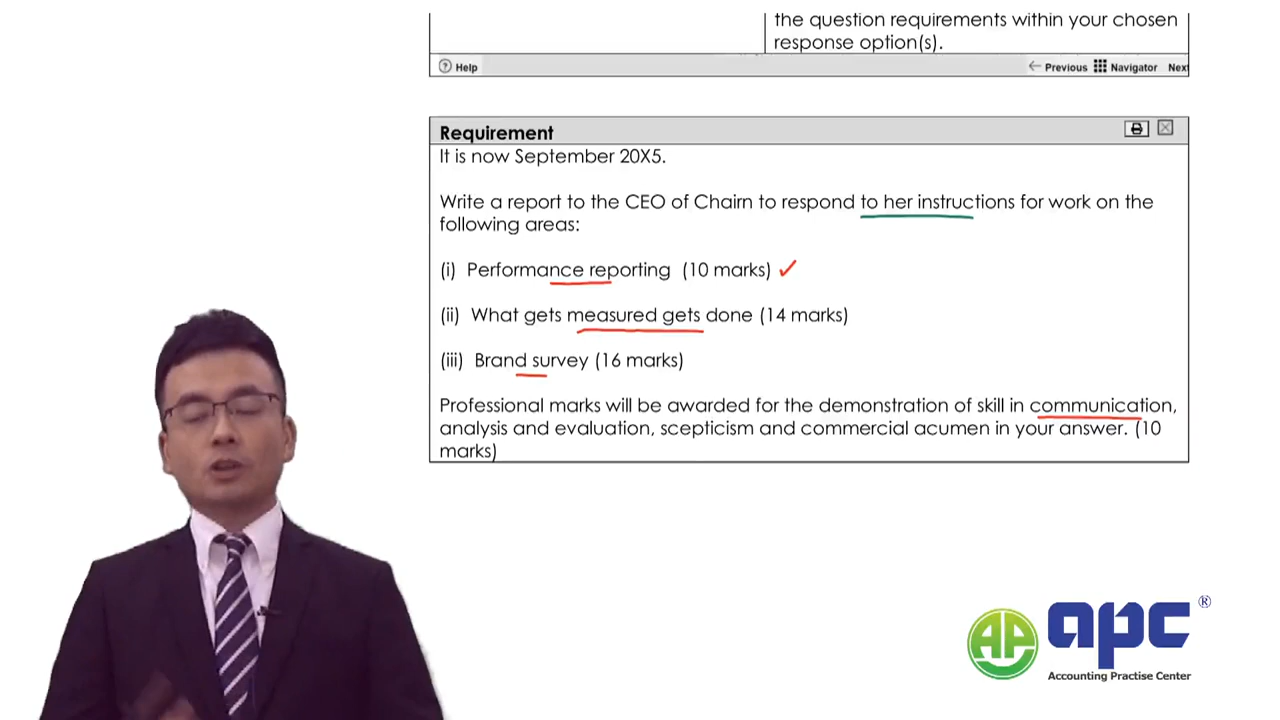 the question requirements within your chosen
response option(s).
Help
Previous
Navigator
Next
Requirement
It is now September 20X5.
Write a report to the CEO of Chairn to respond to her instructions for work on the
following areas:
(i) Performance reporting (10 marks)
(ii) What gets measured gets done (14 marks)
(iii) Brand survey (16 marks)
Professional marks will be awarded for the demonstration of skill in communication,
analysis and evaluation, scepticism and commercial acumen in your answer. (10
marks)
AP
apc®
Accounting Practise Center